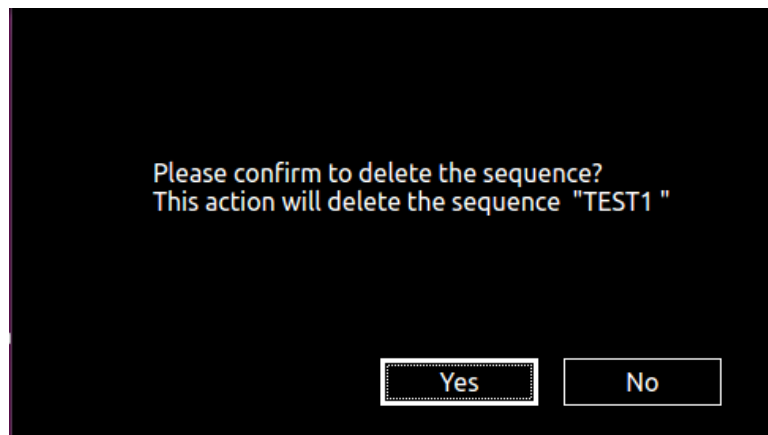 Please confirm to delete the sequence?
This action will delete the sequence  "TEST1 "
Yes
No